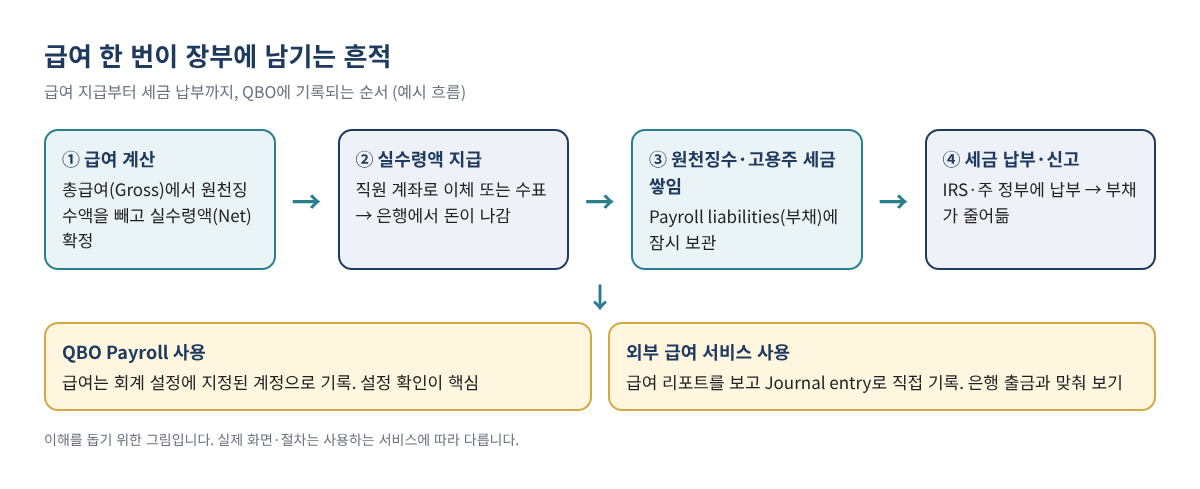 급여 한 번이 장부에 남기는 흔적
급여 지급부터 세금 납부까지, QBO에 기록되는 순서 (예시 흐름)
① 급여 계산
총급여(Gross)에서 원천징
수액을 빼고 실수령액(Net)
확정
→
② 실수령액 지급
직원 계좌로 이체 또는 수표
→ 은행에서 돈이 나감
→
③ 원천징수·고용주 세금
쌓임
Payroll liabilities(부채)에
잠시 보관
→
④ 세금 납부·신고
IRS·주 정부에 납부 → 부채
가 줄어듦
↓
QBO Payroll 사용
급여는 회계 설정에 지정된 계정으로 기록. 설정 확인이 핵심
외부 급여 서비스 사용
급여 리포트를 보고 Journal entry로 직접 기록. 은행 출금과 맞춰 보기
이해를 돕기 위한 그림입니다. 실제 화면·절차는 사용하는 서비스에 따라 다릅니다.